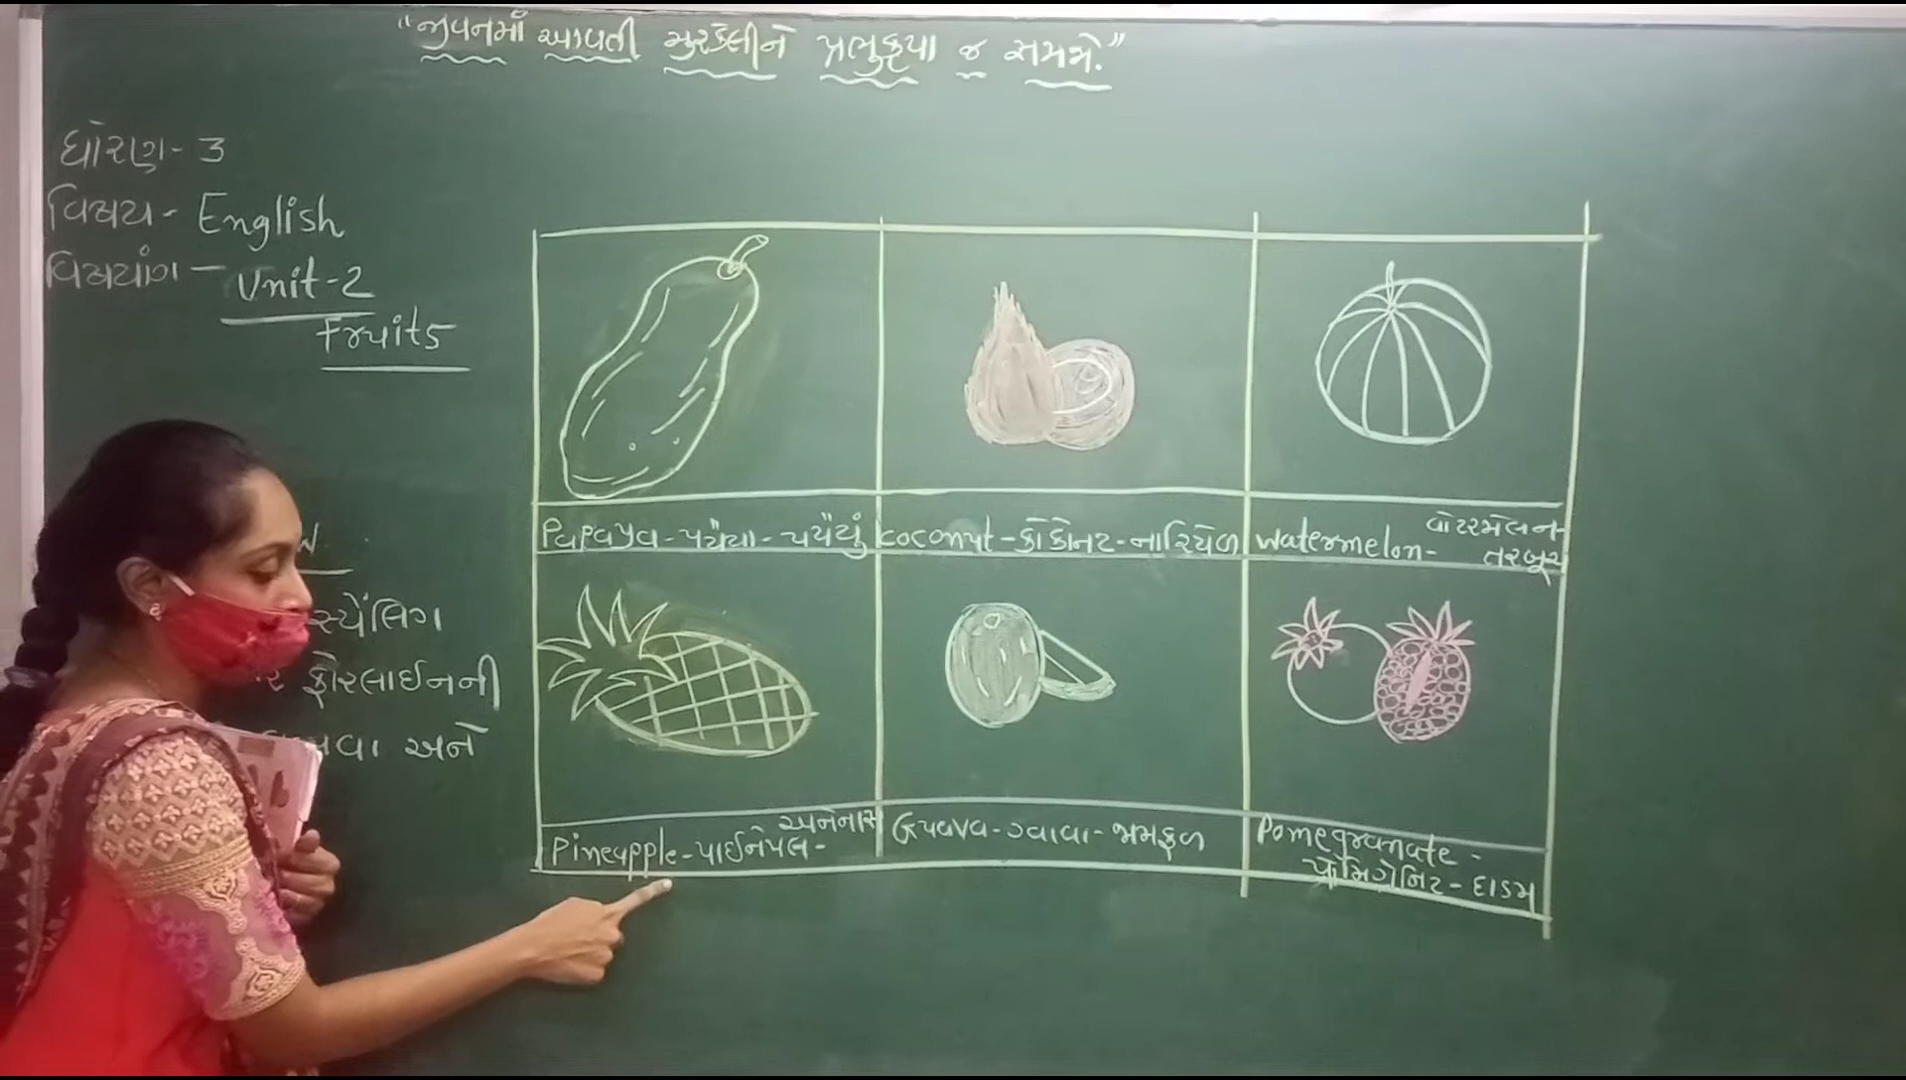 "જીવનમાં આવતી મુશ્કેલીને પ્રભુકૃપા જ સમજો."
ધોરણ- 3
વિષય- English
વિષયાંગ- Unit-2
Fruits
Papaya-પપૈયા-પપૈયું
coconut-કોકોનટ-નારિયેળ
watermelon- વોટરમેલન-
તરબૂચ
સ્પેલિંગ
ફોરલાઈનની
અને
અનેનાસ
Pineapple-પાઈનેપલ-
Guava-ગ્વાવા-જામફળ
Pomegranate-
પોમિગ્રેનિટ-દાડમ